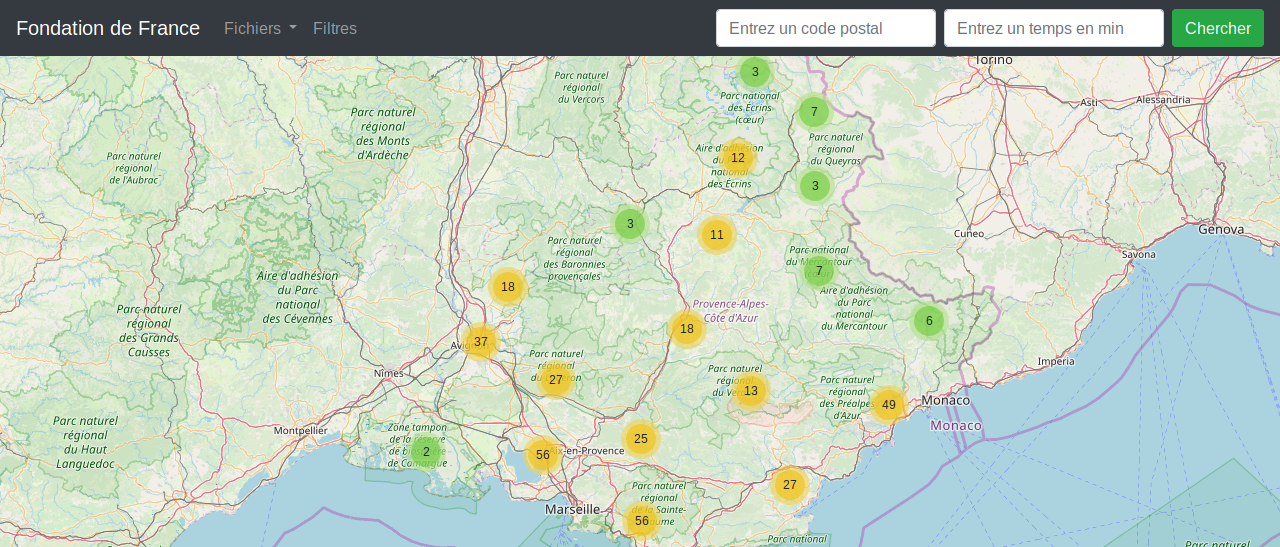 Fondation de France
Fichiers
Filtres
Entrez un code postal
Entrez un temps en min
Chercher
Torino
3
Parc naturel
régional
du Vercors
Parc national
des Écrins
(cœur)
Asti
Alessandria
7
Parc naturel
régional
des Monts
d'Ardèche
Parc naturel
régional
du Queyras
Aire d'adhésion
du
national
des Écrins
12
Parc naturel
régional
de l'Aubrac
3
3
11
Cuneo
Genova
Parc naturel
régional
des Baronnies
provençales
Parc national
du Mercantour
Savona
7
Aire d'adhésion
du Parc
national
des Cévennes
18
Aire d'adhésion
du Parc
national
du Mercantour
Provence-Alpes-
Côte d'Azur
Parc naturel
régional
des Grands
Causses
6
18
37
Imperia
Parc naturel
régional
du
27
Nîmes
Parc naturel
régional
du
13
Parc naturel
régional
des Préalpes
d'Azur
49
Monaco
Monaco
Parc naturel
régional
du Haut
Languedoc
Montpellier
Zone tampon
de la réserve
de
de Camargue
2
25
Aix-en-Provence
56
27
Parc naturel
régional
de la Sainte-
56
Marseille
Parc national
Parc naturel